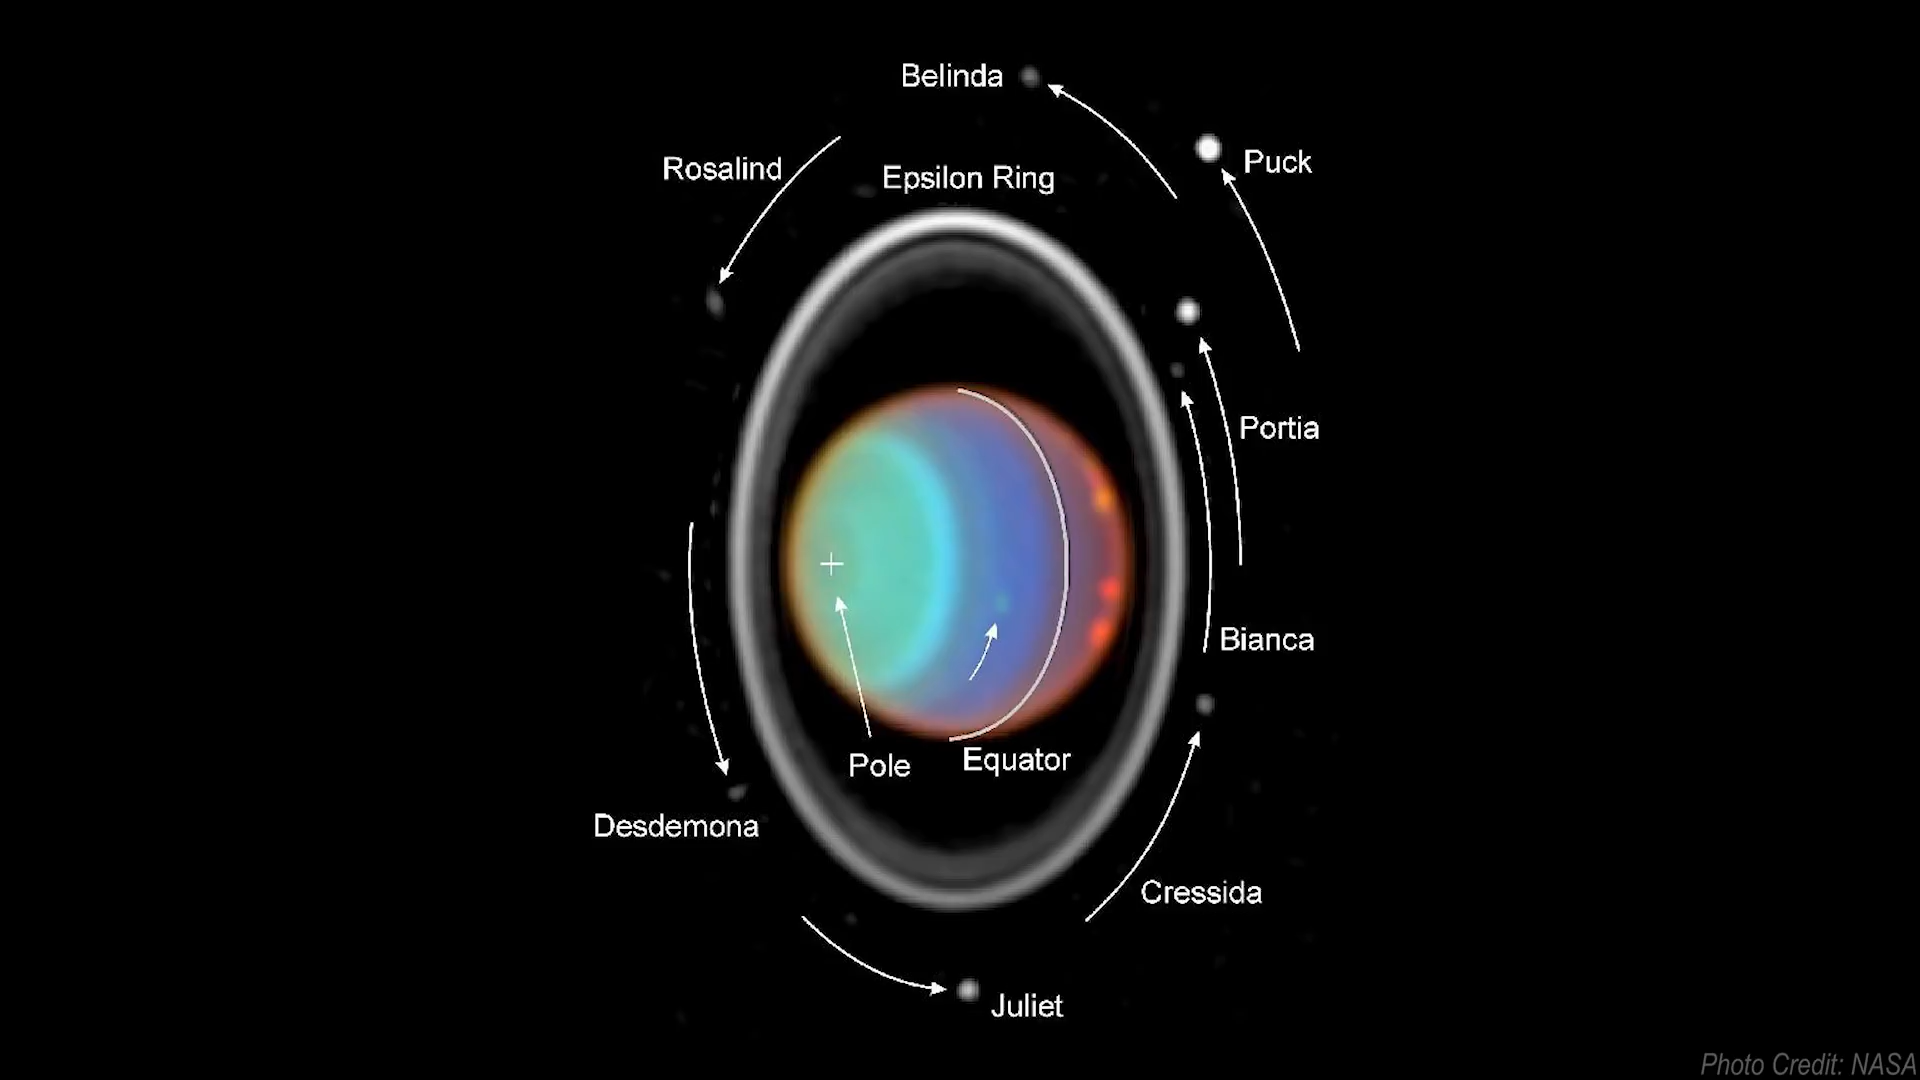 Belinda
Puck
Rosalind
Epsilon Ring
Portia
Bianca
Pole
Equator
Desdemona
Cressida
Juliet
Photo Credit: NASA